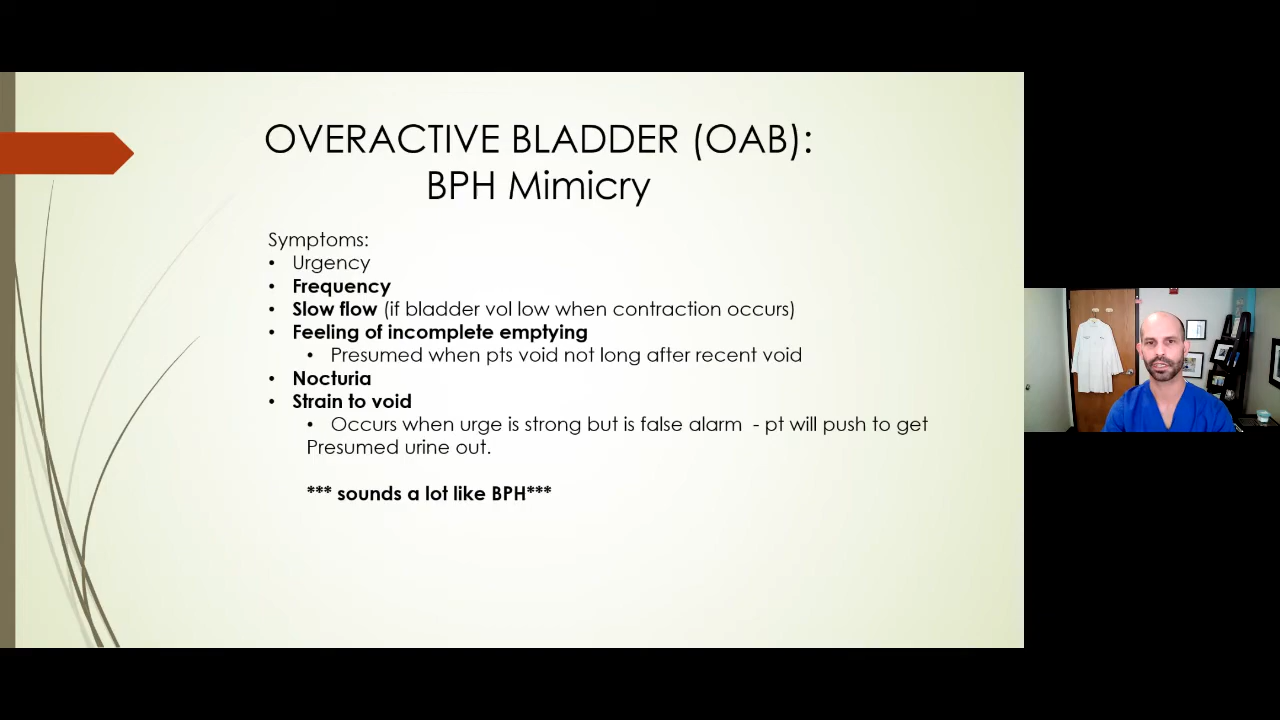 OVERACTIVE BLADDER (OAB):
BPH Mimicry
Symptoms:
• Urgency
• Frequency
• Slow flow (if bladder vol low when contraction occurs)
• Feeling of incomplete emptying
• Presumed when pts void not long after recent void
• Nocturia
• Strain to void
• Occurs when urge is strong but is false alarm - pt will push to get
Presumed urine out.
*** sounds a lot like BPH***